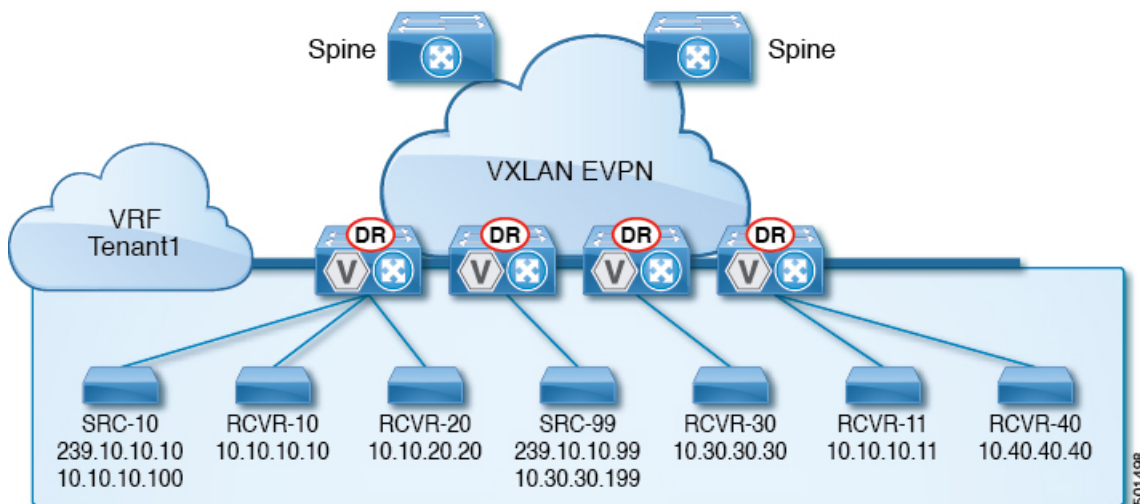 Spine
Spine
VXLAN EVPN
VRF
Tenant1
DR
DR
DR
DR
V
V
V
V
SRC-10
239.10.10.10
10.10.10.100
RCVR-10
10.10.10.10
RCVR-20
10.10.20.20
SRC-99
239.10.10.99
10.30.30.199
RCVR-30
10.30.30.30
RCVR-11
10.10.10.11
RCVR-40
10.40.40.40
501498